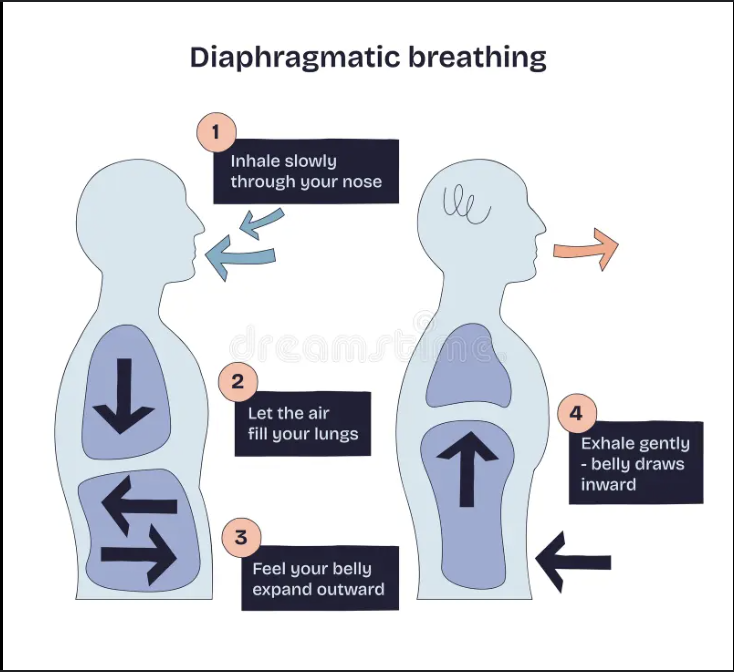 Diaphragmatic breathing
1
Inhale slowly
through your nose
2
Let the air
fill your lungs
3
Feel your belly
expand outward
4
Exhale gently
- belly draws
inward
dreamstime.